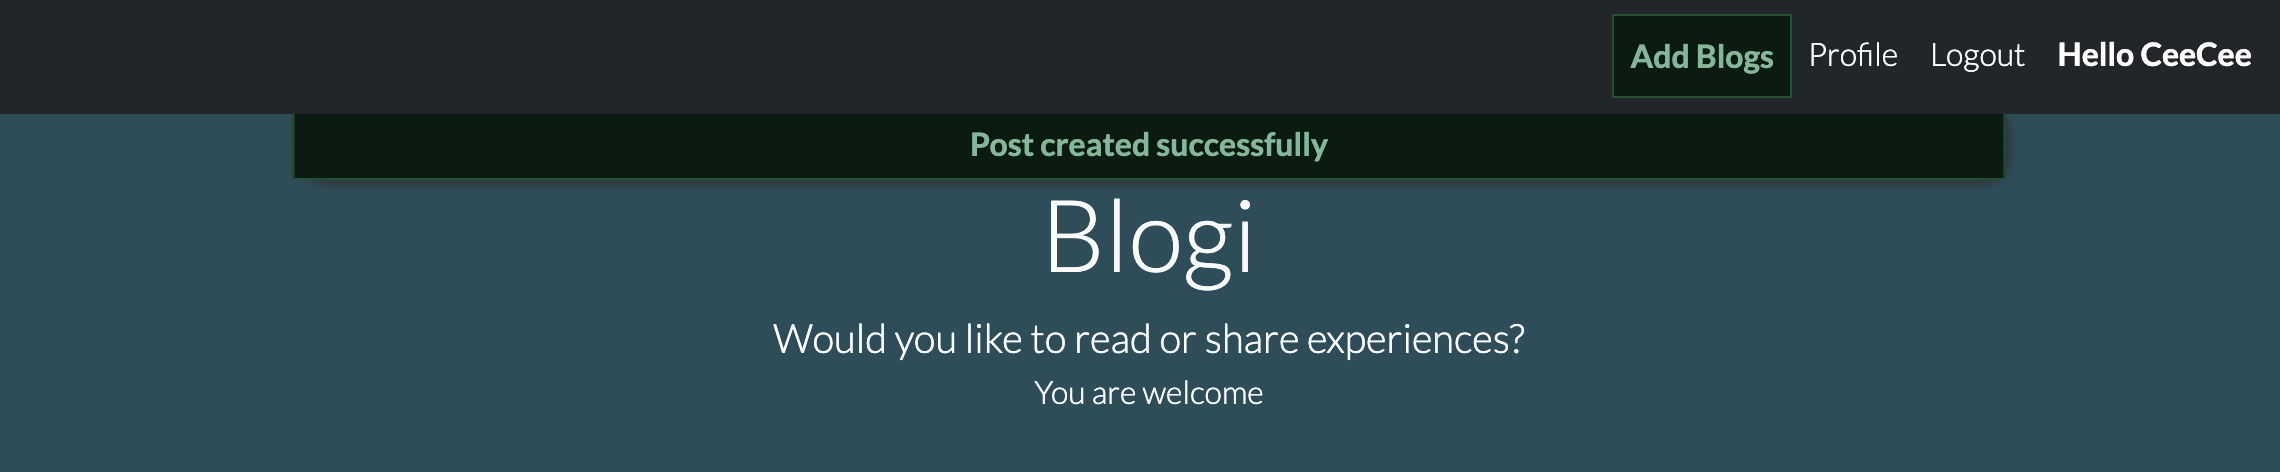 Add Blogs Profile Logout Hello CeeCee
Post created successfully
Blogi
Would you like to read or share experiences?
You are welcome